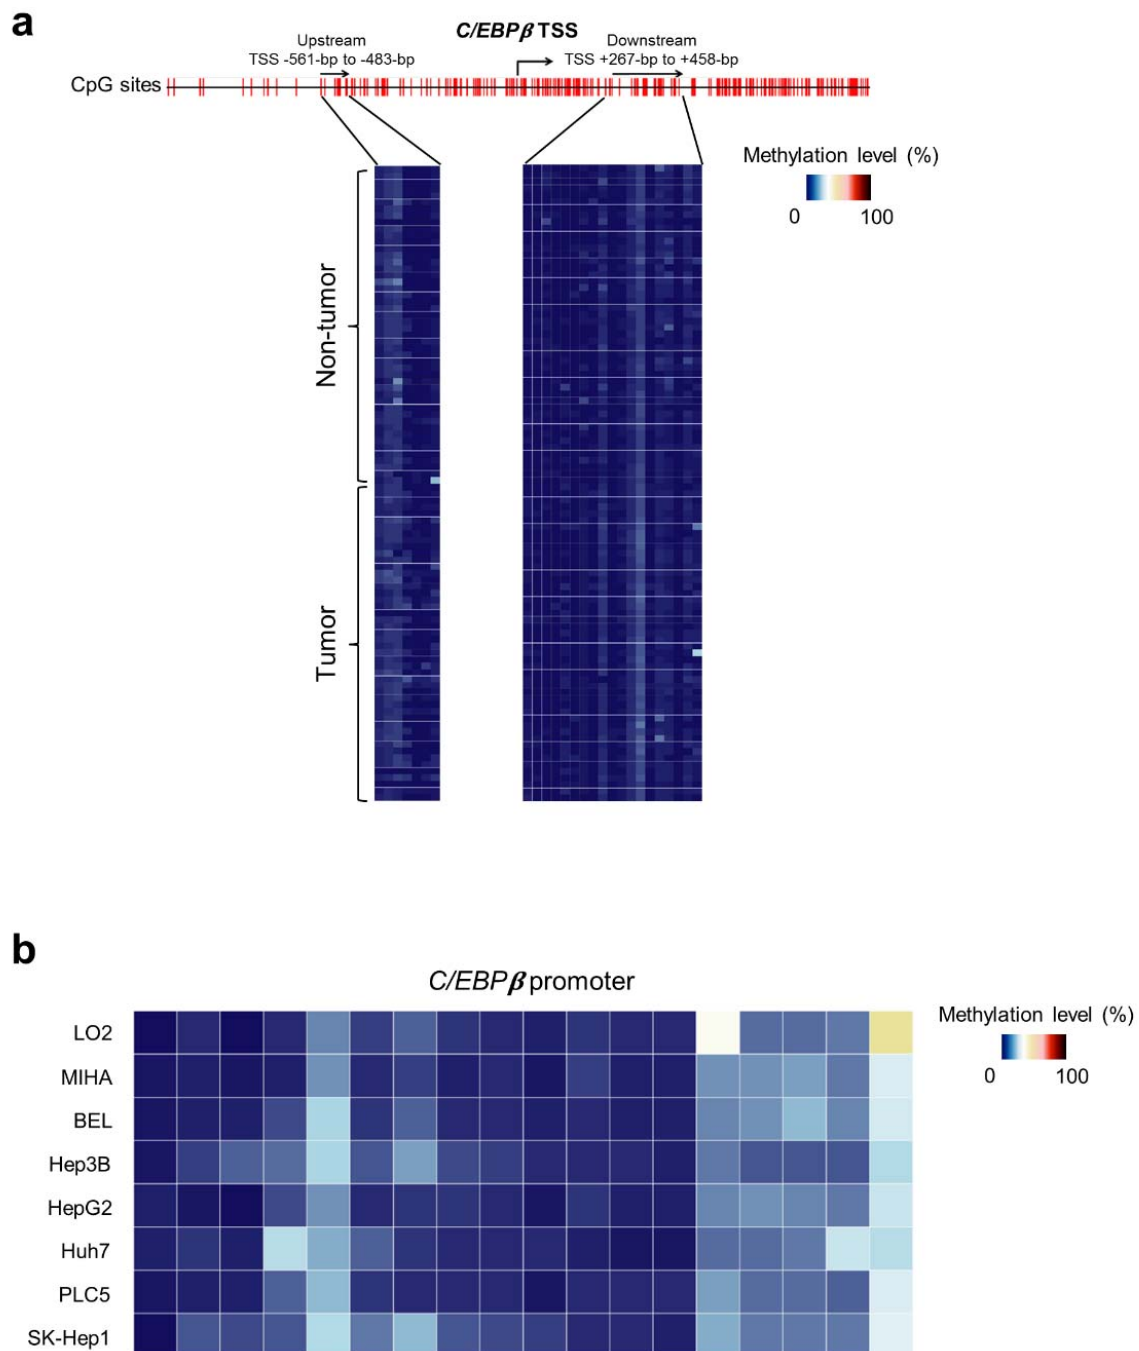 a
C/EBPβ TSS
Upstream
TSS -561-bp to -483-bp
Downstream
TSS +267-bp to +458-bp
CpG sites
Methylation level (%)
0 100
Non-tumor
Tumor
b
C/EBPβ promoter
Methylation level (%)
0 100
LO2
MIHA
BEL
Hep3B
HepG2
Huh7
PLC5
SK-Hep1